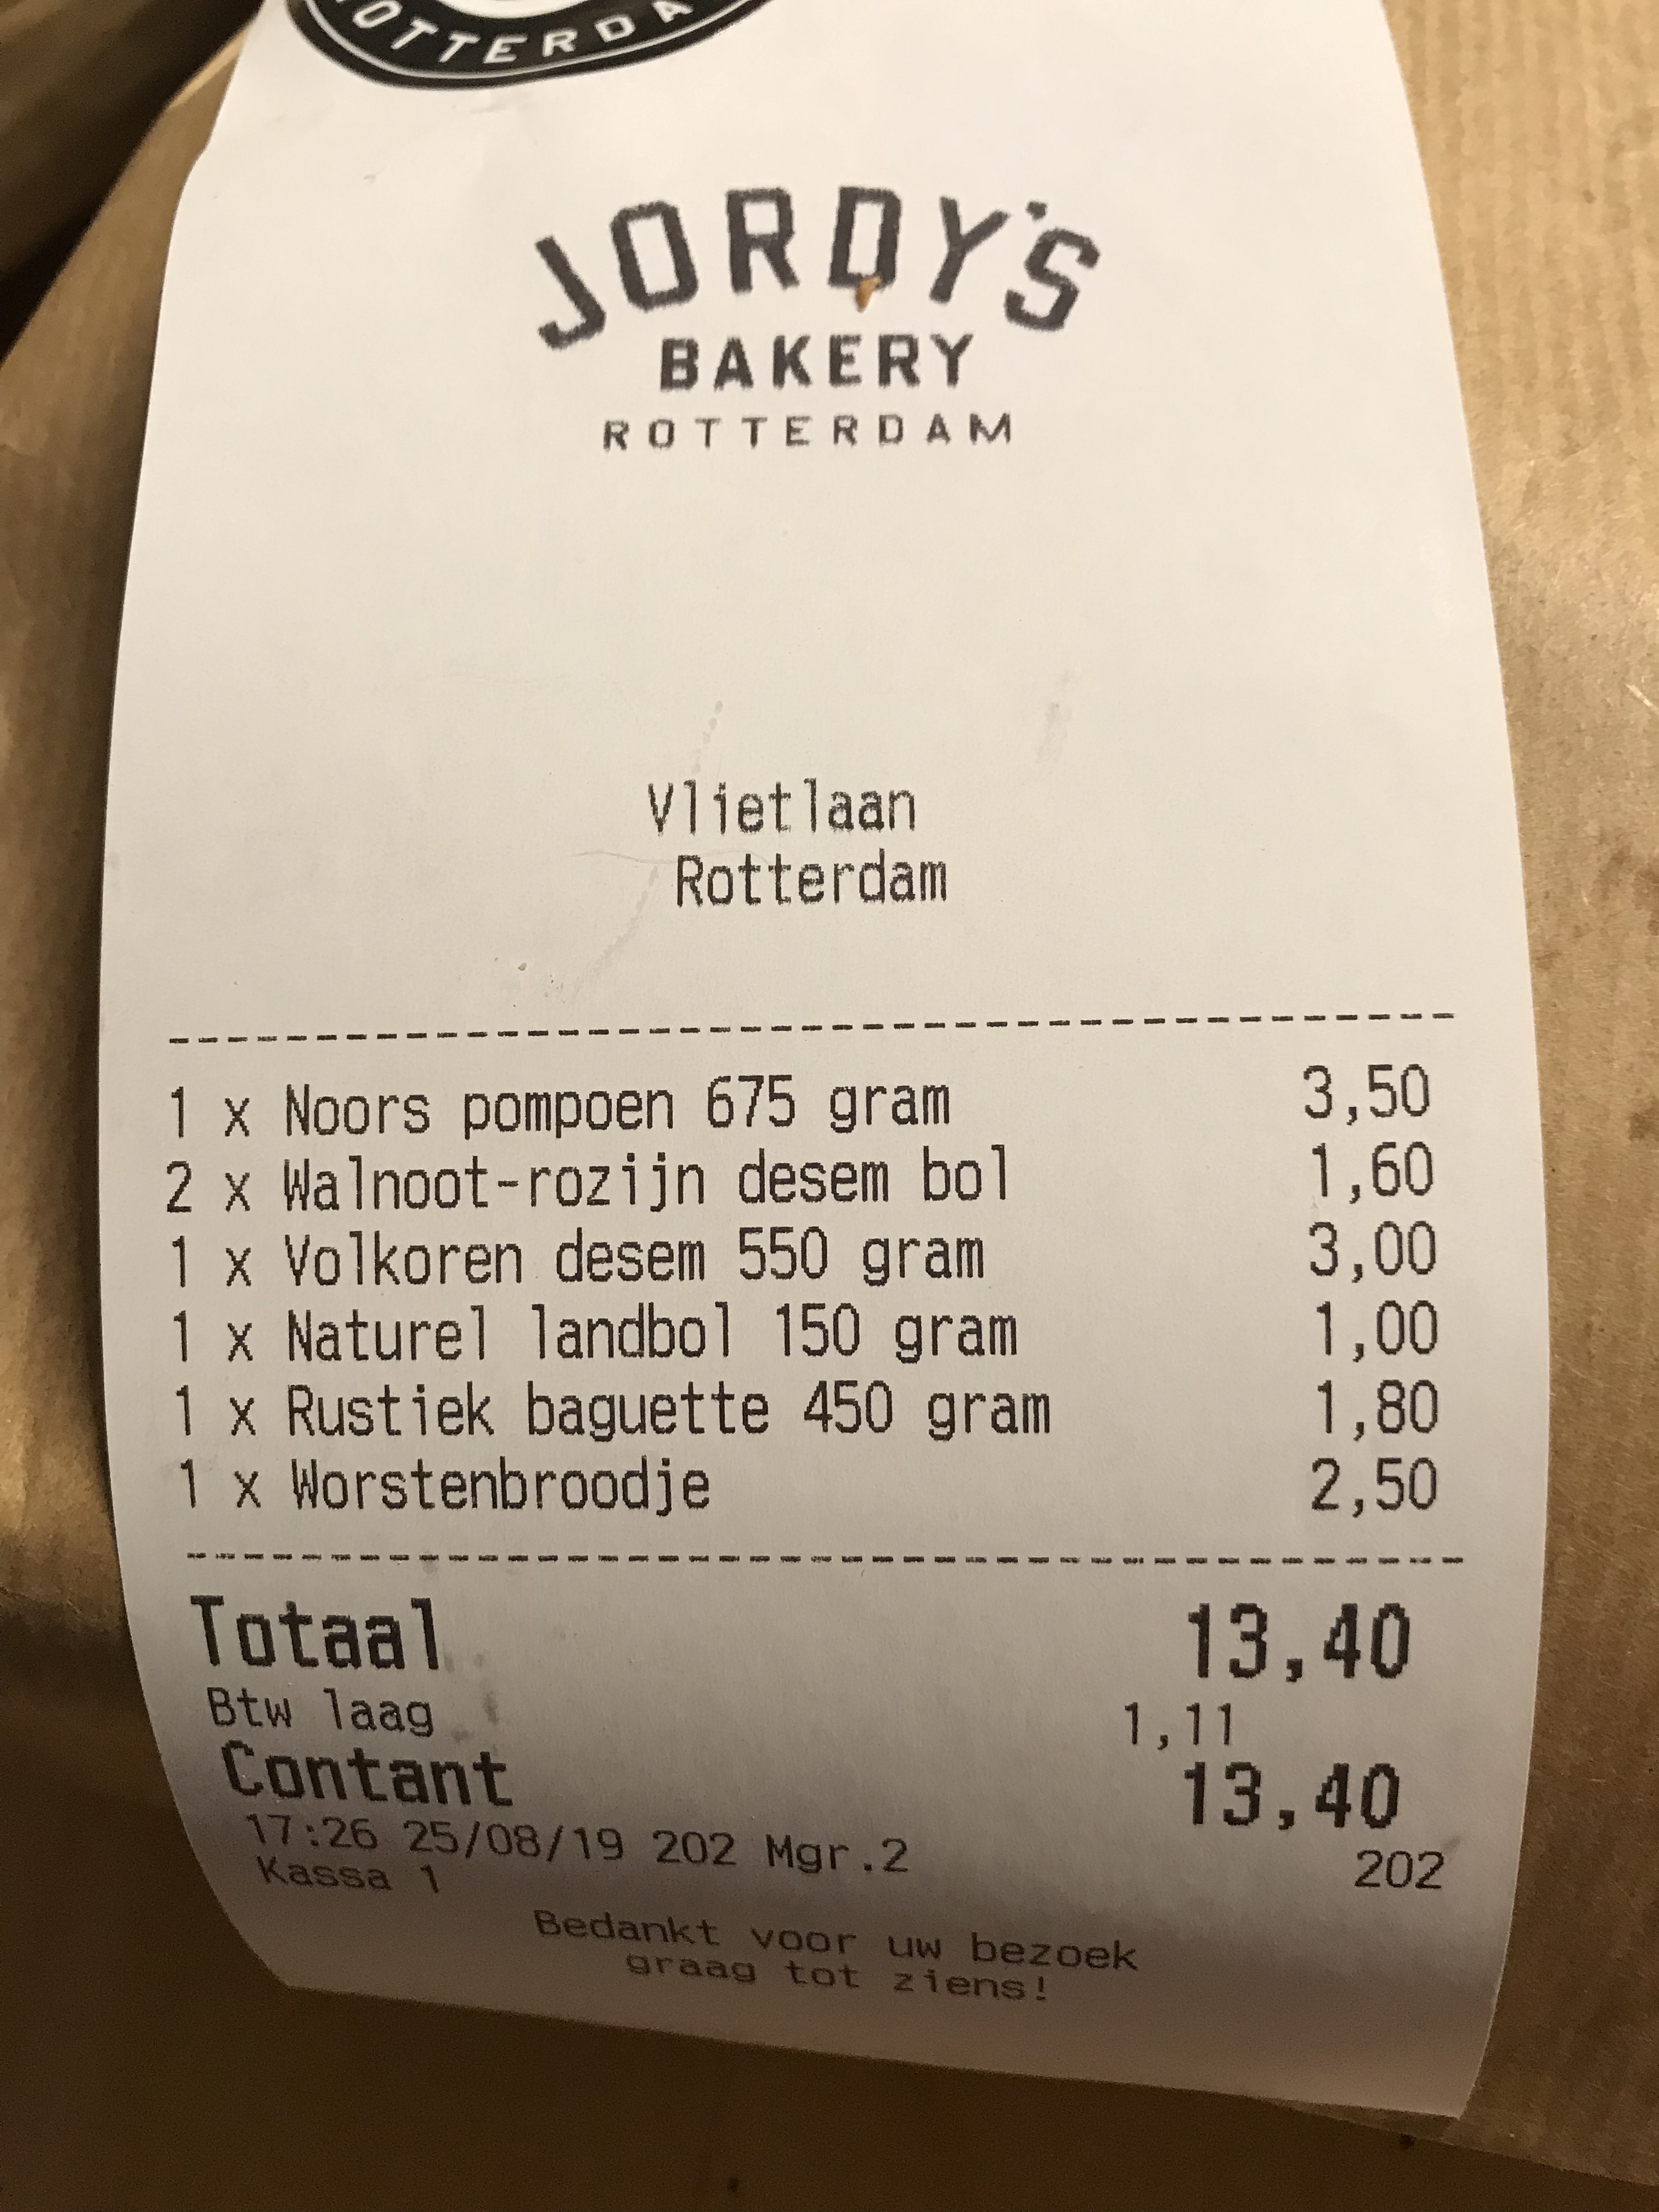 JORDY'S
BAKERY
ROTTERDAM
Vlietlaan
Rotterdam
1 x Noors pompoen 675 gram 3,50
2 x Walnoot-rozijn desem bol 1,60
1 x Volkoren desem 550 gram 3,00
1 x Naturel landbol 150 gram 1,00
1 x Rustiek baguette 450 gram 1,80
1 x Worstenbroodje 2,50
Totaal 13,40
Btw laag 1,11
Contant 13,40
17:26 25/08/19 202 Mgr.2 202
Kassa 1
Bedankt voor uw bezoek
graag tot ziens!